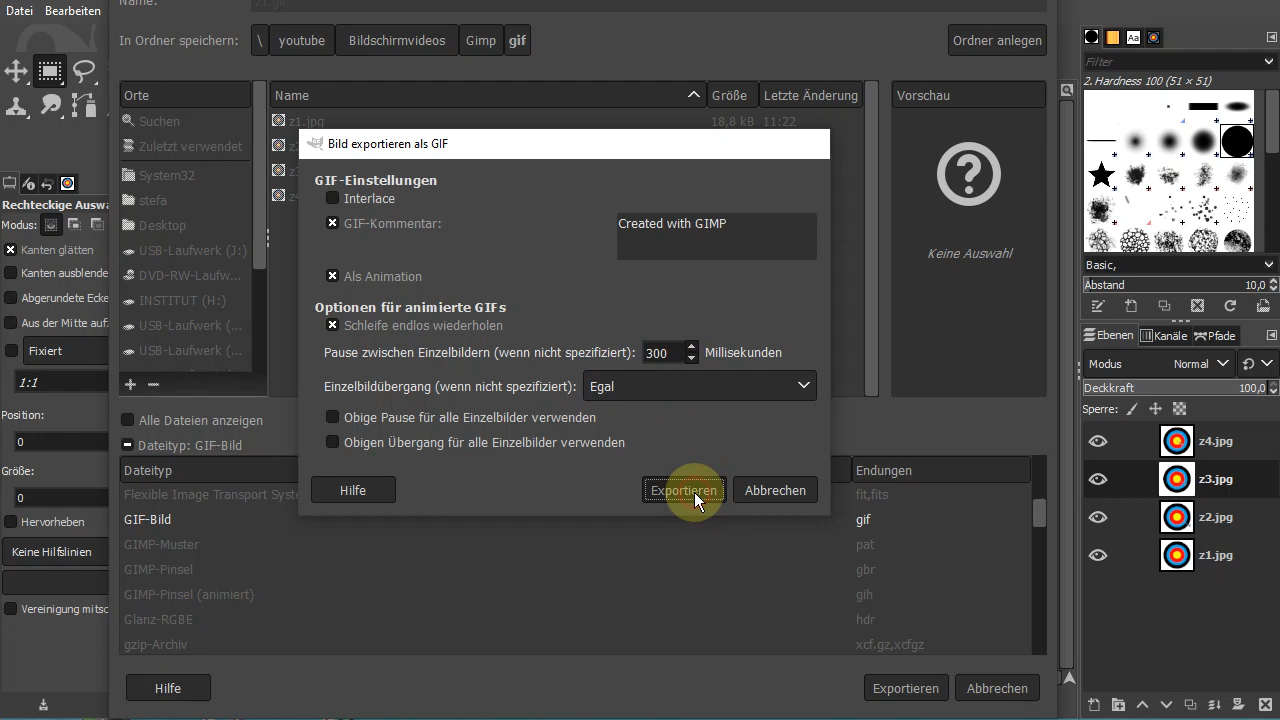 Datei Bearbeiten
Name:
z1.gif
In Ordner speichern: \ youtube Bildschirmvideos Gimp gif Ordner anlegen
Filter
2. Hardness 100 (51 × 51)
Orte Name Größe Letzte Änderung Vorschau
Suchen z1.jpg 18,8 kB 11:22
Zuletzt verwendet
System32
stefa
Desktop
USB-Laufwerk (J:)
DVD-RW-Laufw...
INSTITUT (H:)
USB-Laufwerk (...
USB-Laufwerk (...
Bild exportieren als GIF
GIF-Einstellungen
Interlace
GIF-Kommentar: Created with GIMP
Als Animation
Optionen für animierte GIFs
Schleife endlos wiederholen
Pause zwischen Einzelbildern (wenn nicht spezifiziert): 300 Millisekunden
Einzelbildübergang (wenn nicht spezifiziert): Egal
Obige Pause für alle Einzelbilder verwenden
Obigen Übergang für alle Einzelbilder verwenden
Hilfe Exportieren Abbrechen
Keine Auswahl
Rechteckige Ausw
Modus:
Kanten glätten
Kanten ausblende
Abgerundete Ecke
Aus der Mitte auf
Fixiert
1:1
Position:
0
Größe:
0
Hervorheben
Keine Hilfslinien
Vereinigung mitsc
Alle Dateien anzeigen
Dateityp: GIF-Bild
Dateityp Endungen
Flexible Image Transport Syste fit,fits
GIF-Bild gif
GIMP-Muster pat
GIMP-Pinsel gbr
GIMP-Pinsel (animiert) gih
Glanz-RGBE hdr
gzip-Archiv xcf.gz,xcfgz
Hilfe Exportieren Abbrechen
Aa
Basic,
Abstand 10,0
Ebenen Kanäle Pfade
Modus Normal
Deckkraft 100,0
Sperre:
z4.jpg
z3.jpg
z2.jpg
z1.jpg